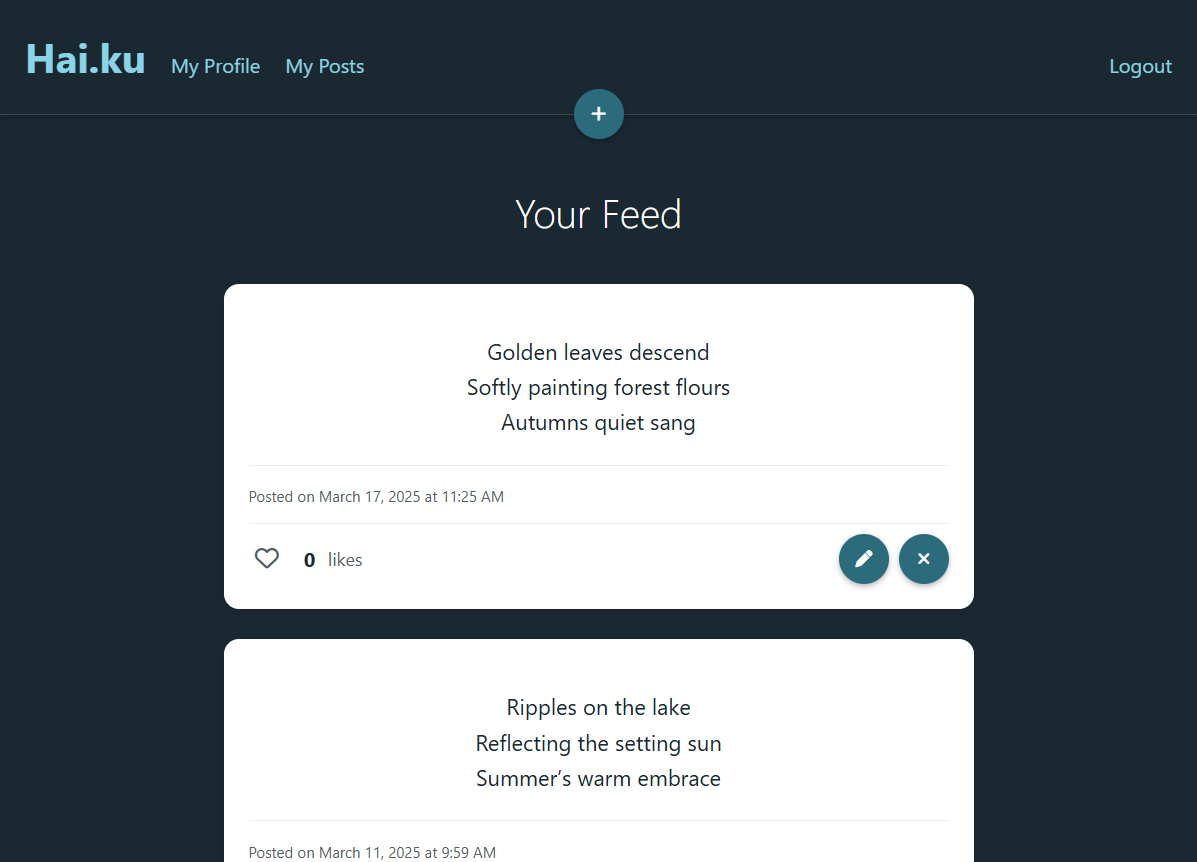 Hai.ku My Profile My Posts Logout
+
Your Feed
Golden leaves descend
Softly painting forest flours
Autumns quiet sang
Posted on March 17, 2025 at 11:25 AM
0 likes
Ripples on the lake
Reflecting the setting sun
Summer’s warm embrace
Posted on March 11, 2025 at 9:59 AM